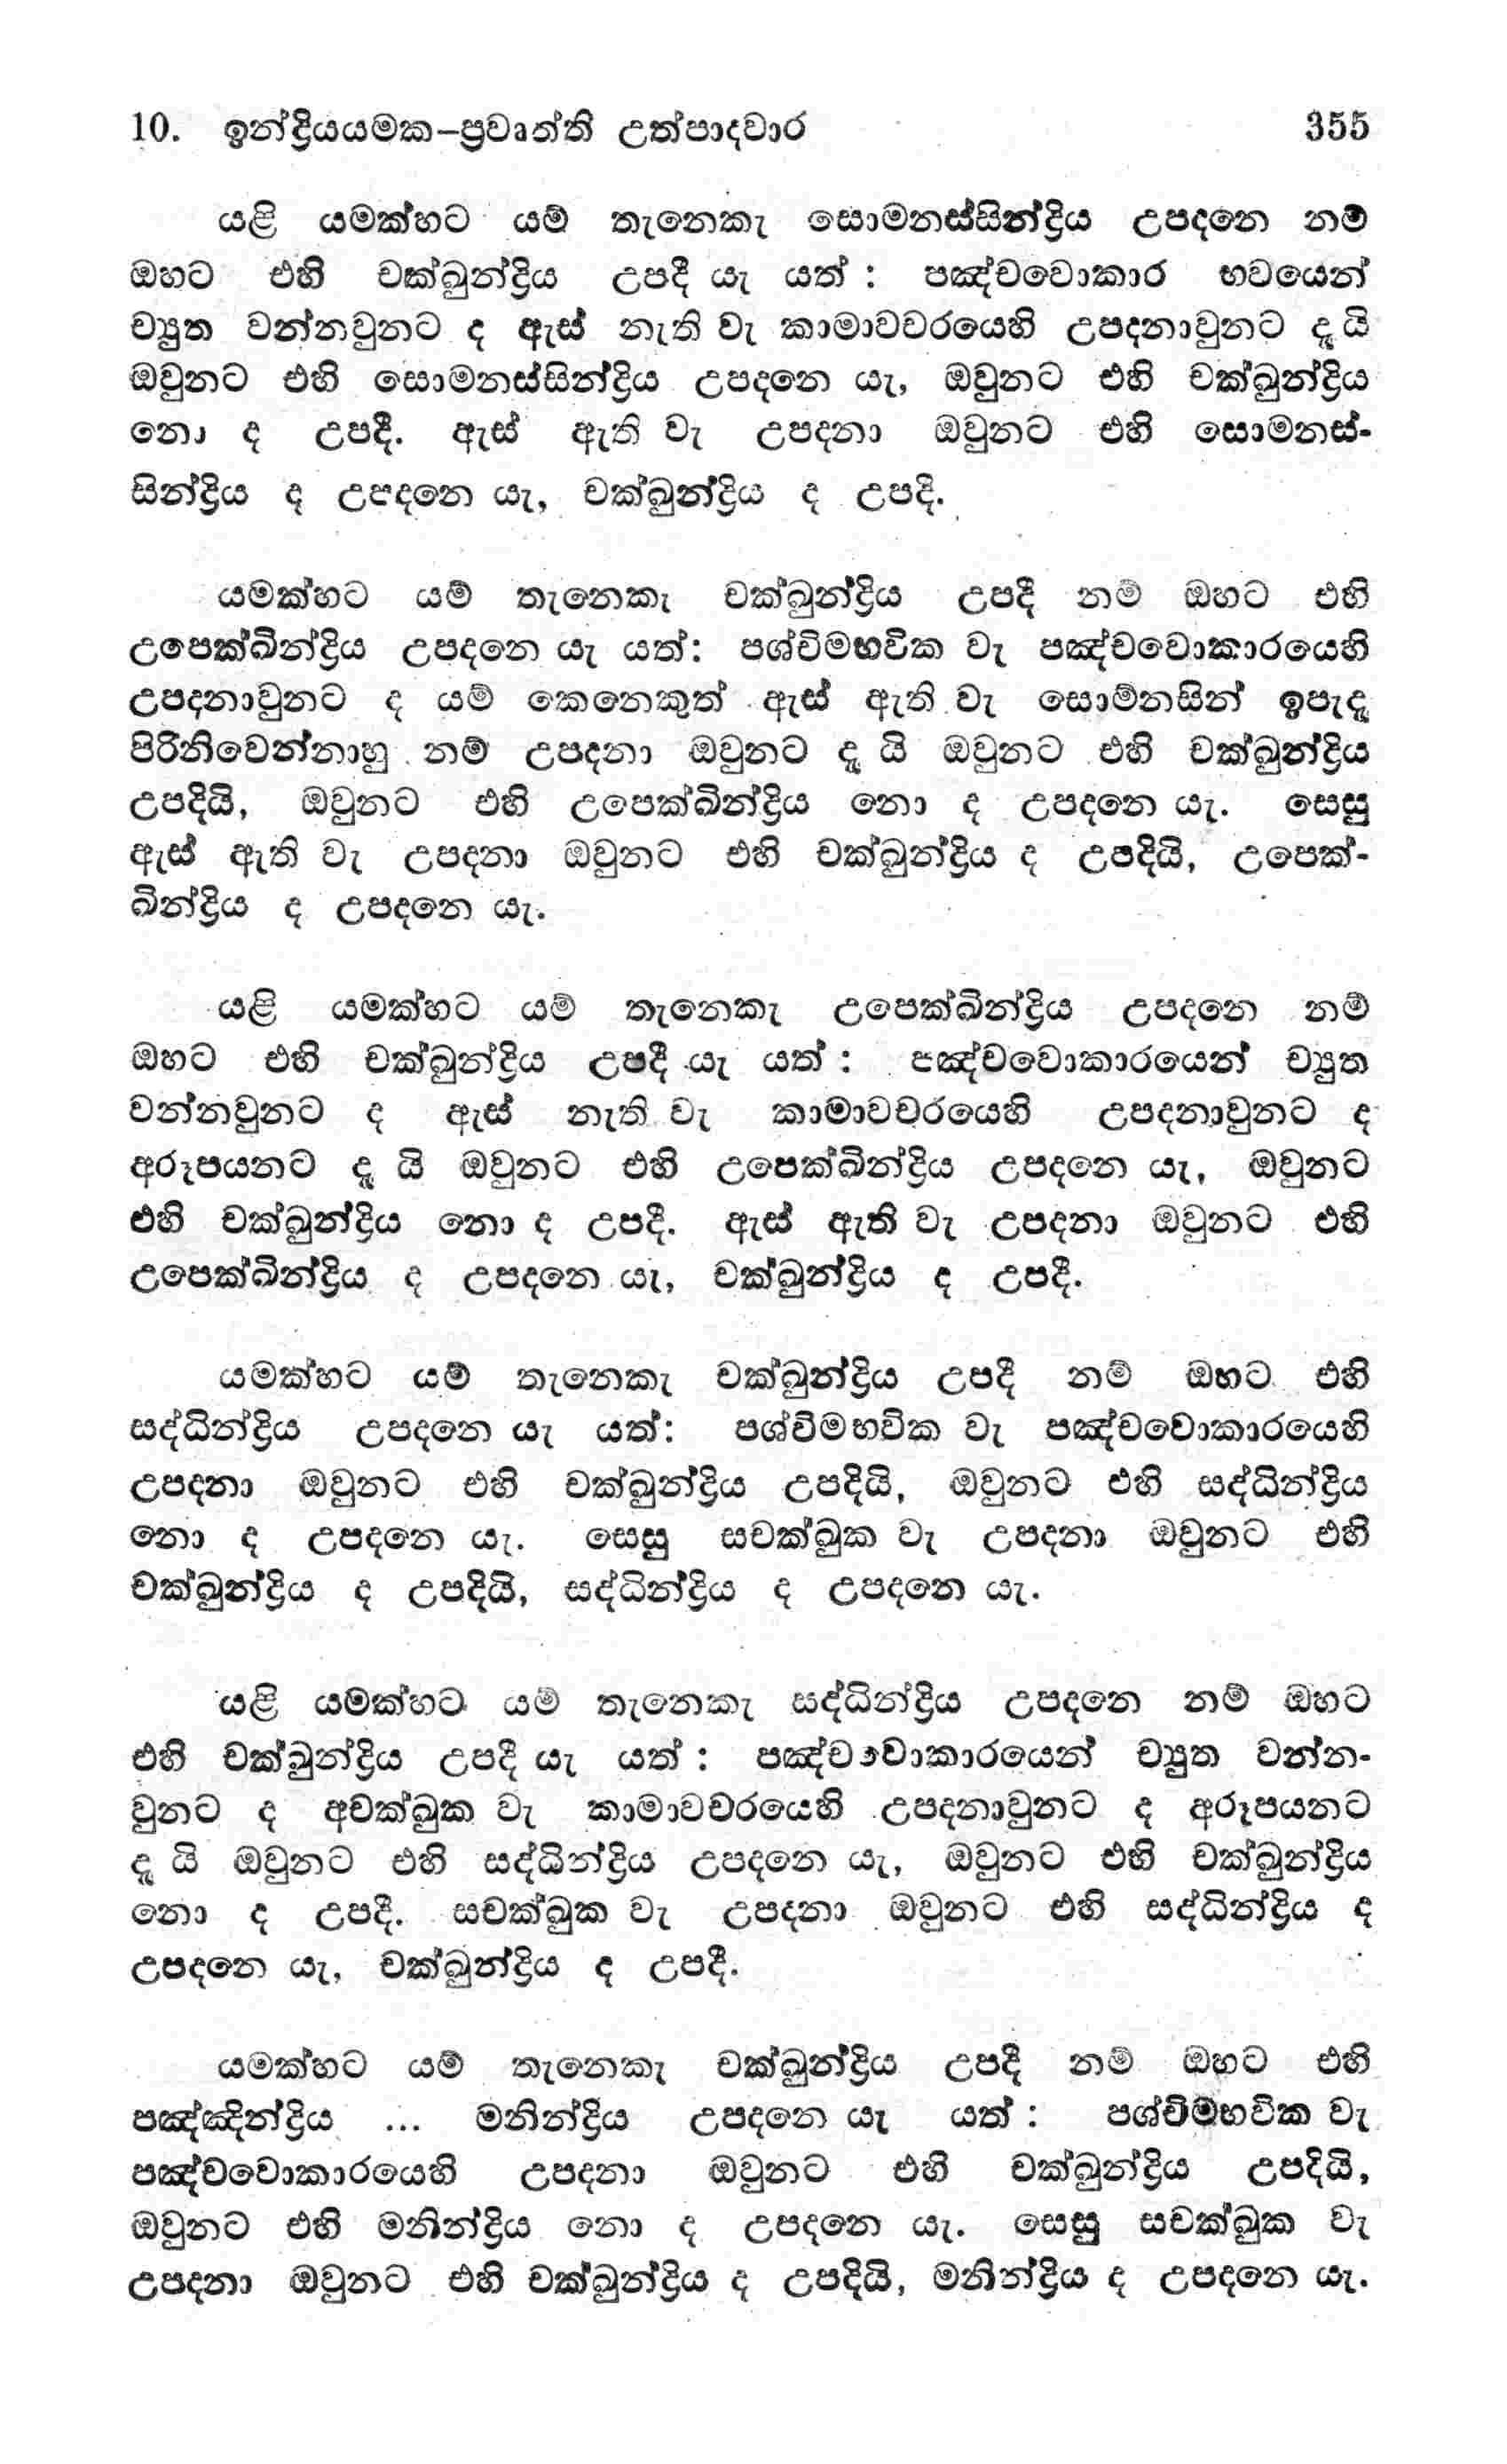 10. ඉන්ද්‍රියයමක-ප්‍රවෘත්ති උත්පාදවාර 355
යළි යමක්හට යම් තැනෙකැ සොමනස්සින්ද්‍රිය උපදනෙ නම්
ඔහට එහි චක්ඛුන්ද්‍රිය උපදී යැ යත් : පඤ්චවොකාර භවයෙන්
ච්‍යුත වන්නවුනට ද ඇස් නැති වැ කාමාවචරයෙහි උපදනාවුනට දැ යි
ඔවුනට එහි සොමනස්සින්ද්‍රිය උපදනෙ යැ, ඔවුනට එහි චක්ඛුන්ද්‍රිය
නො ද උපදී. ඇස් ඇති වැ උපදනා ඔවුනට එහි සොමනස්-
සින්ද්‍රිය ද උපදනෙ යැ, චක්ඛුන්ද්‍රිය ද උපදි.
යමක්හට යම් තැනෙකැ චක්ඛුන්ද්‍රිය උපදී නම් ඔහට එහි
උපෙක්ඛින්ද්‍රිය උපදනෙ යැ යත්: පශ්චිමභවික වැ පඤ්චවොකාරයෙහි
උපදනාවුනට ද යම් කෙනෙකුන් ඇස් ඇති වැ සොම්නසින් ඉපැදැ
පිරිනිවෙන්නාහු නම් උපදනා ඔවුනට දැ යි ඔවුනට එහි චක්ඛුන්ද්‍රිය
උපදියි, ඔවුනට එහි උපෙක්ඛින්ද්‍රිය නො ද උපදනෙ යැ. සෙසු
ඇස් ඇති වැ උපදනා ඔවුනට එහි චක්ඛුන්ද්‍රිය ද උපදියි, උපෙක්-
ඛින්ද්‍රිය ද උපදනෙ යැ.
යළි යමක්හට යම් තැනෙකැ උපෙක්ඛින්ද්‍රිය උපදනෙ නම්
ඔහට එහි චක්ඛුන්ද්‍රිය උපදී යැ යත් : පඤ්චවොකාරයෙන් ච්‍යුත
වන්නවුනට ද ඇස් නැති වැ කාමාවචරයෙහි උපදනාවුනට ද
අරූපයනට දැ යි ඔවුනට එහි උපෙක්ඛින්ද්‍රිය උපදනෙ යැ, ඔවුනට
එහි චක්ඛුන්ද්‍රිය නො ද උපදී. ඇස් ඇති වැ උපදනා ඔවුනට එහි
උපෙක්ඛින්ද්‍රිය ද උපදනෙ යැ, චක්ඛුන්ද්‍රිය ද උපදී.
යමක්හට යම් තැනෙකැ චක්ඛුන්ද්‍රිය උපදී නම් ඔහට එහි
සද්ධින්ද්‍රිය උපදනෙ යැ යත්: පශ්චිමභවික වැ පඤ්චවොකාරයෙහි
උපදනා ඔවුනට එහි චක්ඛුන්ද්‍රිය උපදියි, ඔවුනට එහි සද්ධින්ද්‍රිය
නො ද උපදනෙ යැ. සෙසු සචක්ඛුක වැ උපදනා ඔවුනට එහි
චක්ඛුන්ද්‍රිය ද උපදියි, සද්ධින්ද්‍රිය ද උපදනෙ යැ.
යළි යමක්හට යම් තැනෙකැ සද්ධින්ද්‍රිය උපදනෙ නම් ඔහට
එහි චක්ඛුන්ද්‍රිය උපදී යැ යත් : පඤ්චවොකාරයෙන් ච්‍යුත වන්න-
වුනට ද අචක්ඛුක වැ කාමාවචරයෙහි උපදනාවුනට ද අරූපයනට
දැ යි ඔවුනට එහි සද්ධින්ද්‍රිය උපදනෙ යැ, ඔවුනට එහි චක්ඛුන්ද්‍රිය
නො ද උපදී. සචක්ඛුක වැ උපදනා ඔවුනට එහි සද්ධින්ද්‍රිය ද
උපදනෙ යැ, චක්ඛුන්ද්‍රිය ද උපදී.
යමක්හට යම් තැනෙකැ චක්ඛුන්ද්‍රිය උපදී නම් ඔහට එහි
පඤ්ඤින්ද්‍රිය ... මනින්ද්‍රිය උපදනෙ යැ යත් : පශ්චිමභවික වැ
පඤ්චවොකාරයෙහි උපදනා ඔවුනට එහි චක්ඛුන්ද්‍රිය උපදියි,
ඔවුනට එහි මනින්ද්‍රිය නො ද උපදනෙ යැ. සෙසු සචක්ඛුක වැ
උපදනා ඔවුනට එහි චක්ඛුන්ද්‍රිය ද උපදියි, මනින්ද්‍රිය ද උපදනෙ යැ.